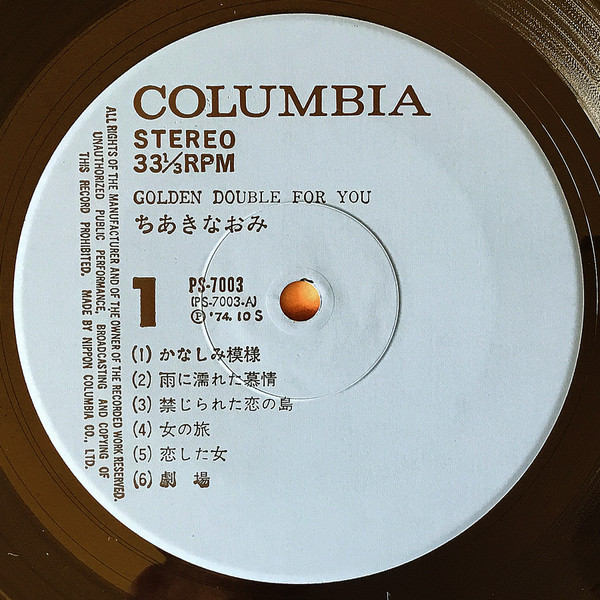 COLUMBIA
STEREO
33⅓RPM
GOLDEN DOUBLE FOR YOU
ちあきなおみ
1
PS-7003
(PS-7003-A)
Ⓟ '74. 10 S
(1) かなしみ模様
(2) 雨に濡れた慕情
(3) 禁じられた恋の島
(4) 女の旅
(5) 恋した女
(6) 劇 場
ALL RIGHTS OF THE MANUFACTURER AND OF THE OWNER OF THE RECORDED WORK RESERVED.
UNAUTHORIZED PUBLIC PERFORMANCE, BROADCASTING AND COPYING OF
THIS RECORD PROHIBITED. MADE BY NIPPON COLUMBIA CO., LTD.